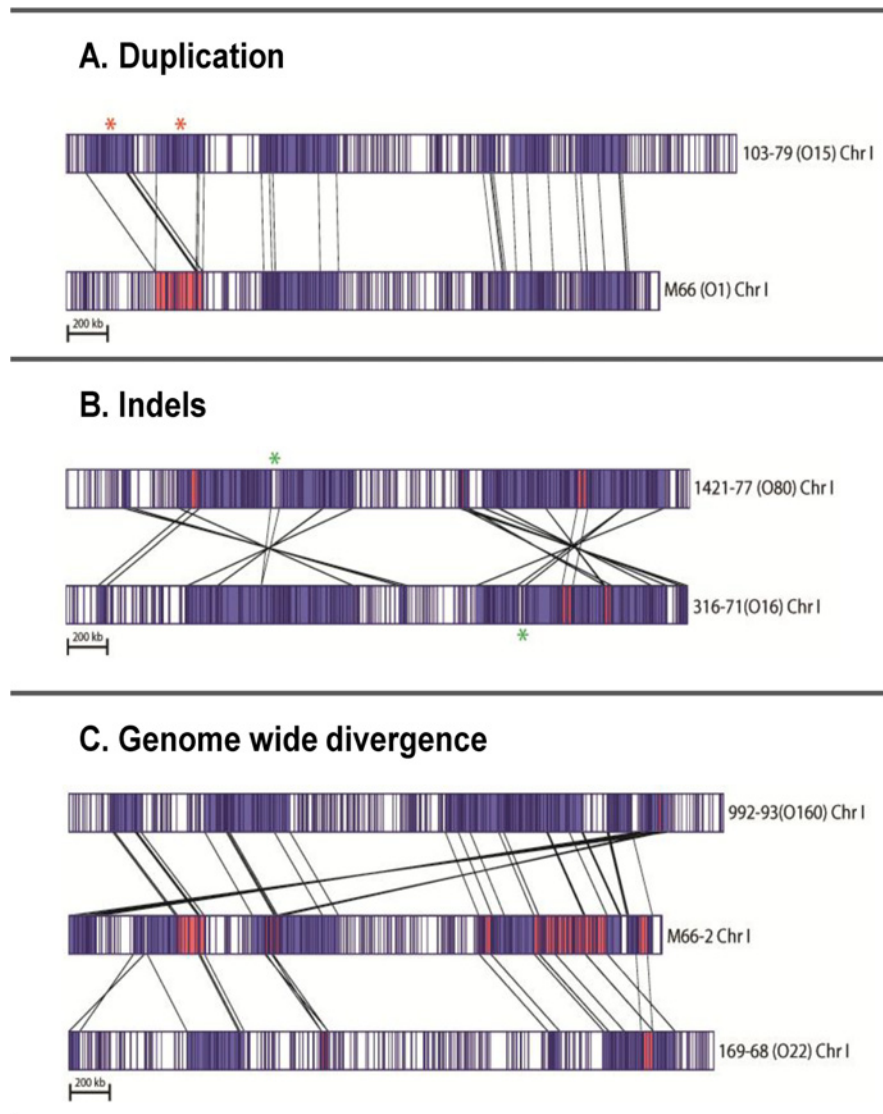 A. Duplication
* *
103-79 (O15) Chr I
M66 (O1) Chr I
200 kb
B. Indels
*
1421-77 (O80) Chr I
316-71(O16) Chr I
200 kb
*
C. Genome wide divergence
992-93(O160) Chr I
M66-2 Chr I
169-68 (O22) Chr I
200 kb